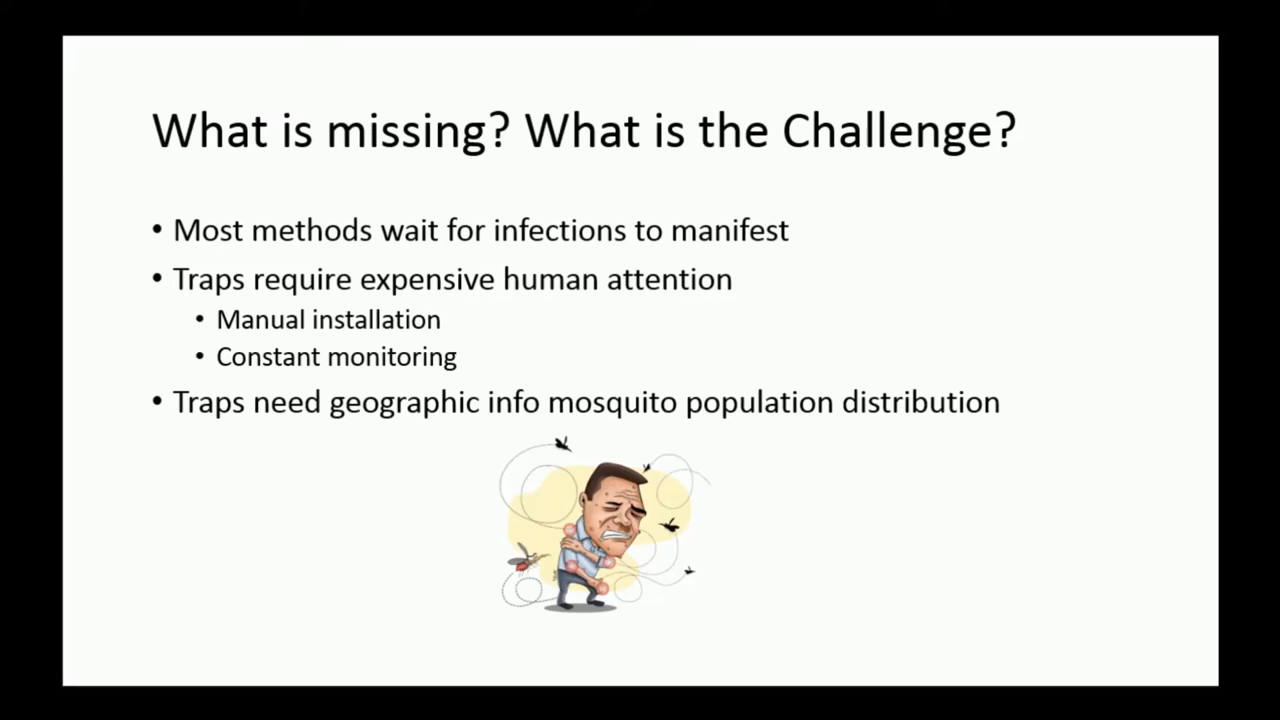 What is missing? What is the Challenge?
• Most methods wait for infections to manifest
• Traps require expensive human attention
• Manual installation
• Constant monitoring
• Traps need geographic info mosquito population distribution